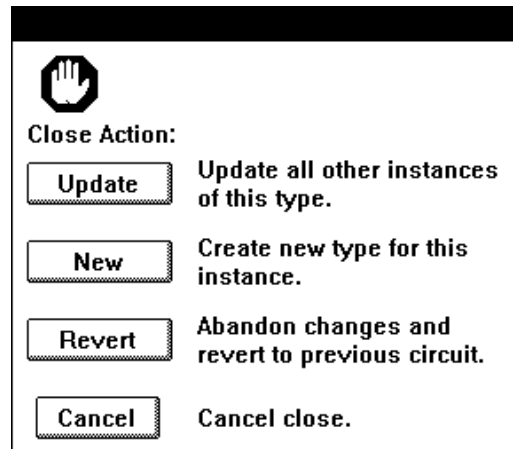 Close Action:
Update
Update all other instances
of this type.
New
Create new type for this
instance.
Revert
Abandon changes and
revert to previous circuit.
Cancel
Cancel close.